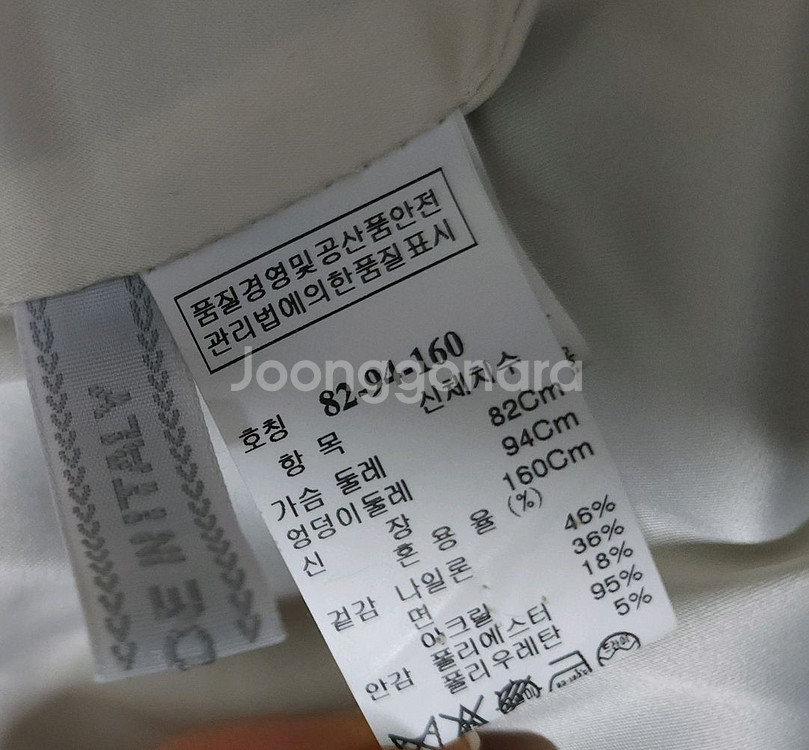 품질경영및공산품안전
관리법에의한품질표시
Joonggonara
호칭 82-94-160
항 목 신체치수
가슴 둘레 82Cm
엉덩이둘레 94Cm
신 장 160Cm
혼 용 율 (%)
겉감 나일론 46%
면 36%
아크릴 18%
안감 폴리에스터 95%
폴리우레탄 5%
드라이